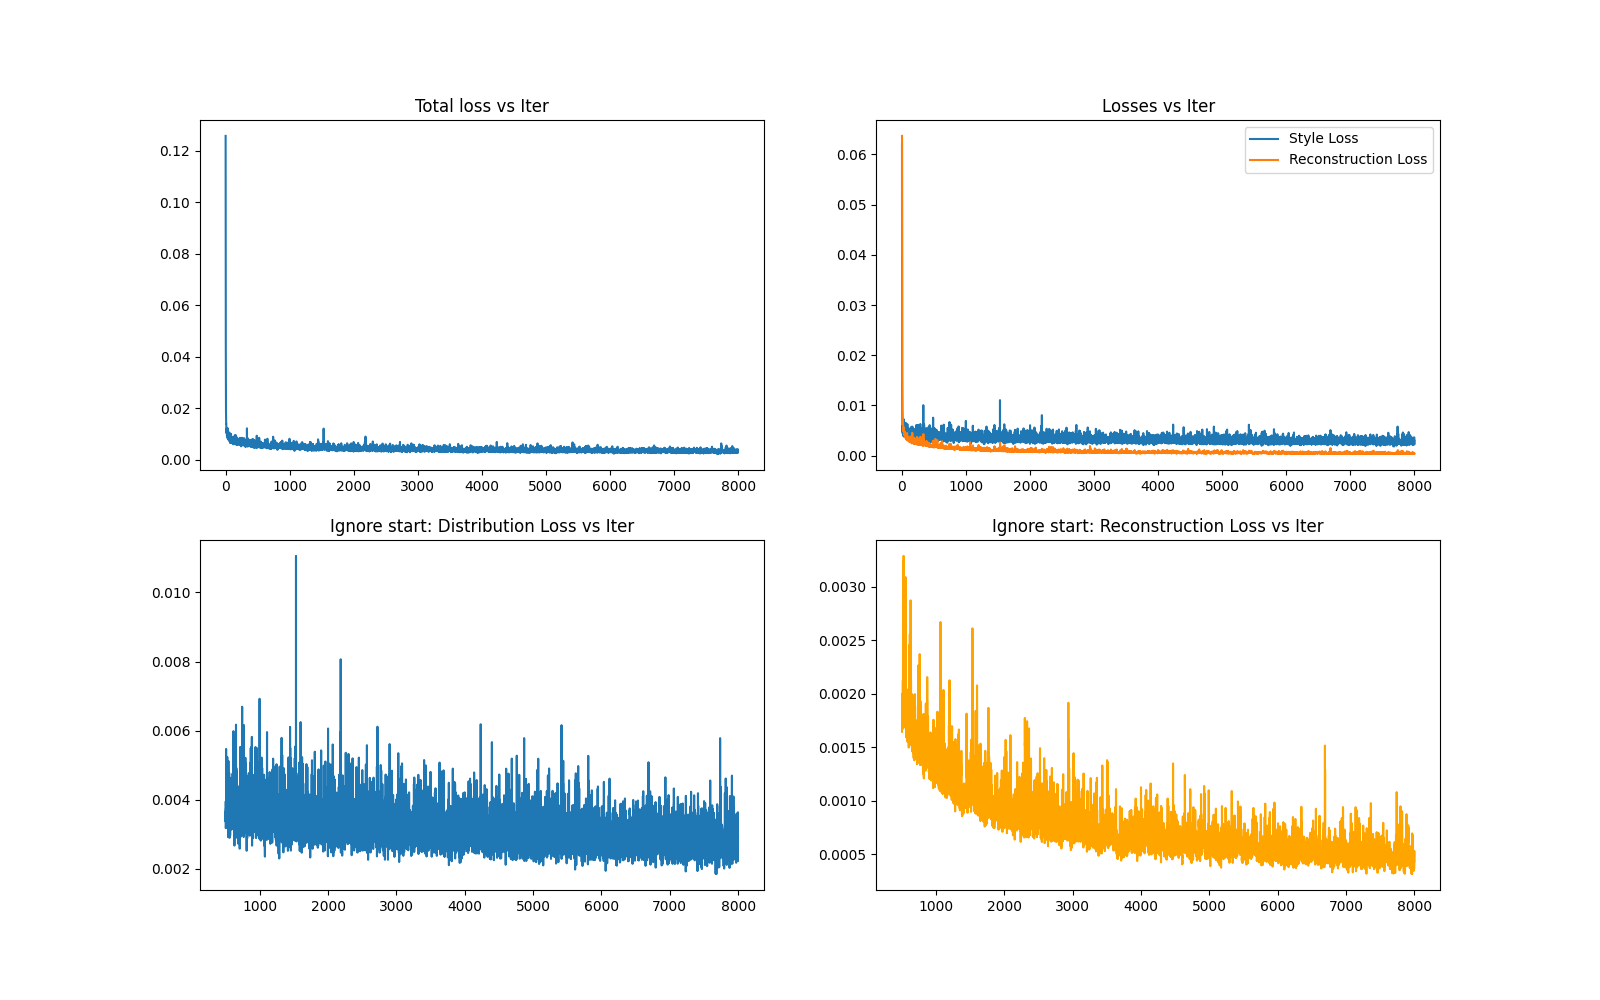 Total loss vs Iter
0.12
0.10
0.08
0.06
0.04
0.02
0.00
0 1000 2000 3000 4000 5000 6000 7000 8000
Losses vs Iter
Style Loss
Reconstruction Loss
0.06
0.05
0.04
0.03
0.02
0.01
0.00
0 1000 2000 3000 4000 5000 6000 7000 8000
Ignore start: Distribution Loss vs Iter
0.010
0.008
0.006
0.004
0.002
1000 2000 3000 4000 5000 6000 7000 8000
Ignore start: Reconstruction Loss vs Iter
0.0030
0.0025
0.0020
0.0015
0.0010
0.0005
1000 2000 3000 4000 5000 6000 7000 8000